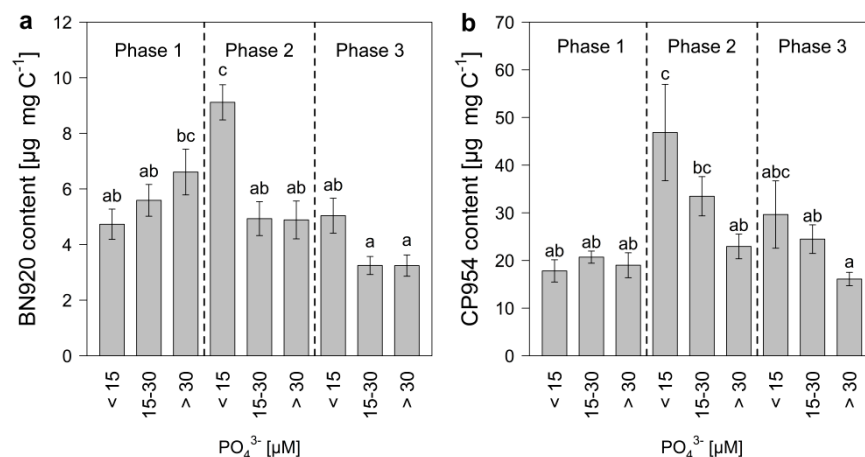 a
BN920 content [µg mg C⁻¹]
12
10
8
6
4
2
0
Phase 1 Phase 2 Phase 3
ab ab bc c ab ab ab a a
< 15 15-30 > 30 < 15 15-30 > 30 < 15 15-30 > 30
PO₄³⁻ [µM]
b
CP954 content [µg mg C⁻¹]
70
60
50
40
30
20
10
0
Phase 1 Phase 2 Phase 3
ab ab ab c bc ab abc ab a
< 15 15-30 > 30 < 15 15-30 > 30 < 15 15-30 > 30
PO₄³⁻ [µM]